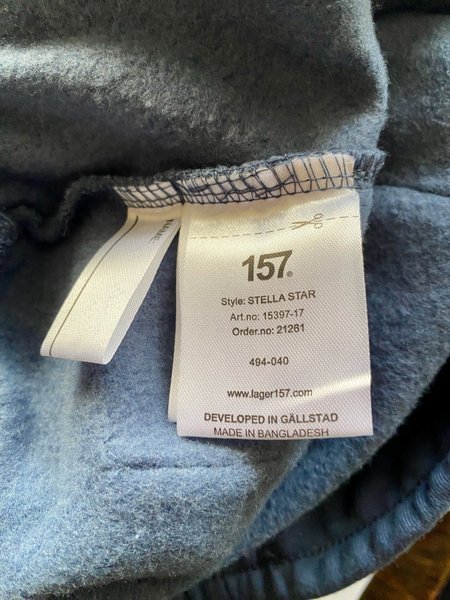 NAME:
157®
Style: STELLA STAR
Art.no: 15397-17
Order.no: 21261
494-040
www.lager157.com
DEVELOPED IN GÄLLSTAD
MADE IN BANGLADESH